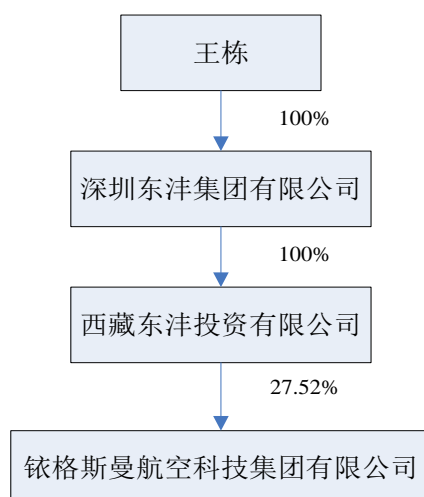 王栋
100%
深圳东沣集团有限公司
100%
西藏东沣投资有限公司
27.52%
铱格斯曼航空科技集团有限公司